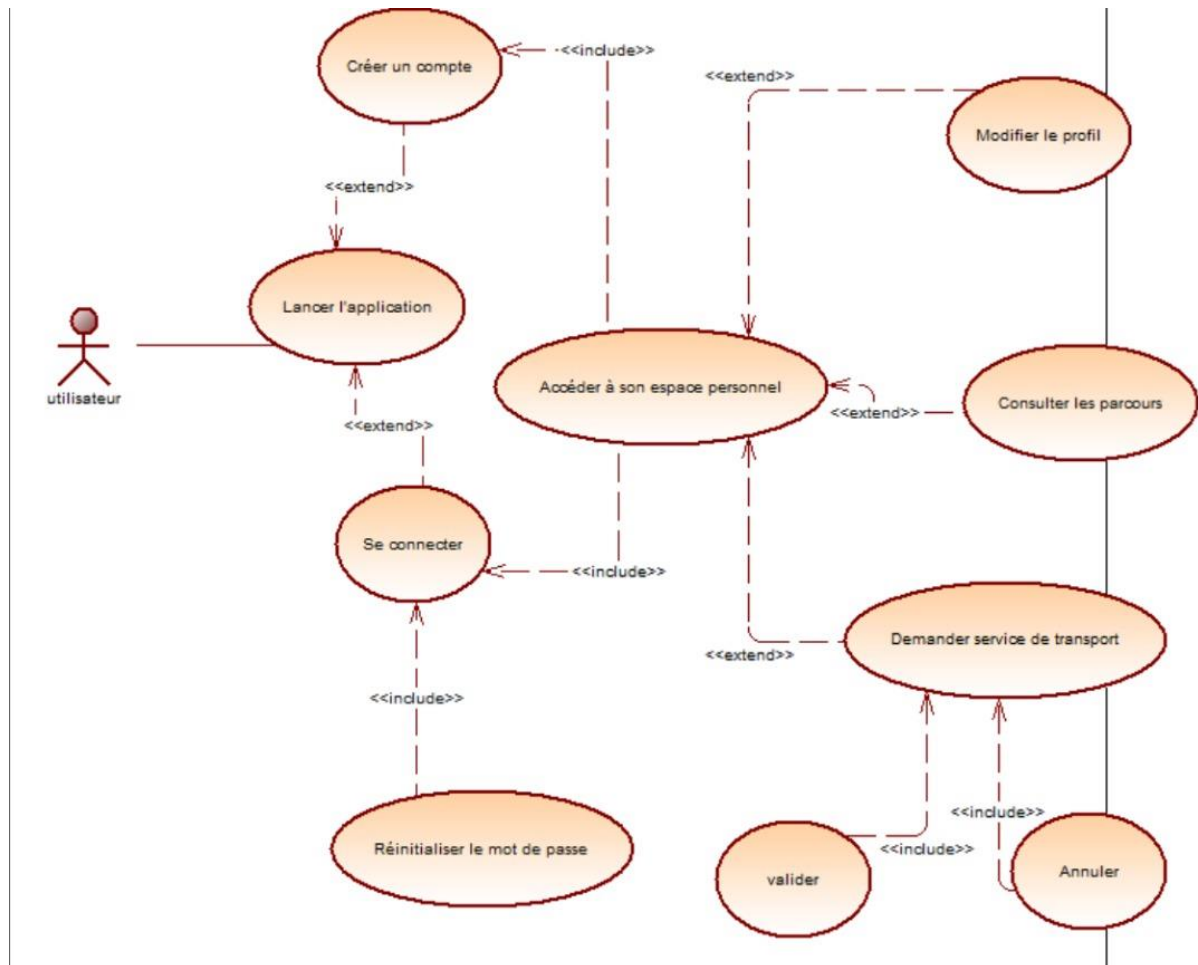 Créer un compte
<<include>>
<<extend>>
Modifier le profil
<<extend>>
Lancer l'application
utilisateur
Accéder à son espace personnel
Consulter les parcours
<<extend>>
<<extend>>
Se connecter
<<include>>
Demander service de transport
<<extend>>
<<include>>
<<include>>
<<include>>
Réinitialiser le mot de passe
valider
Annuler